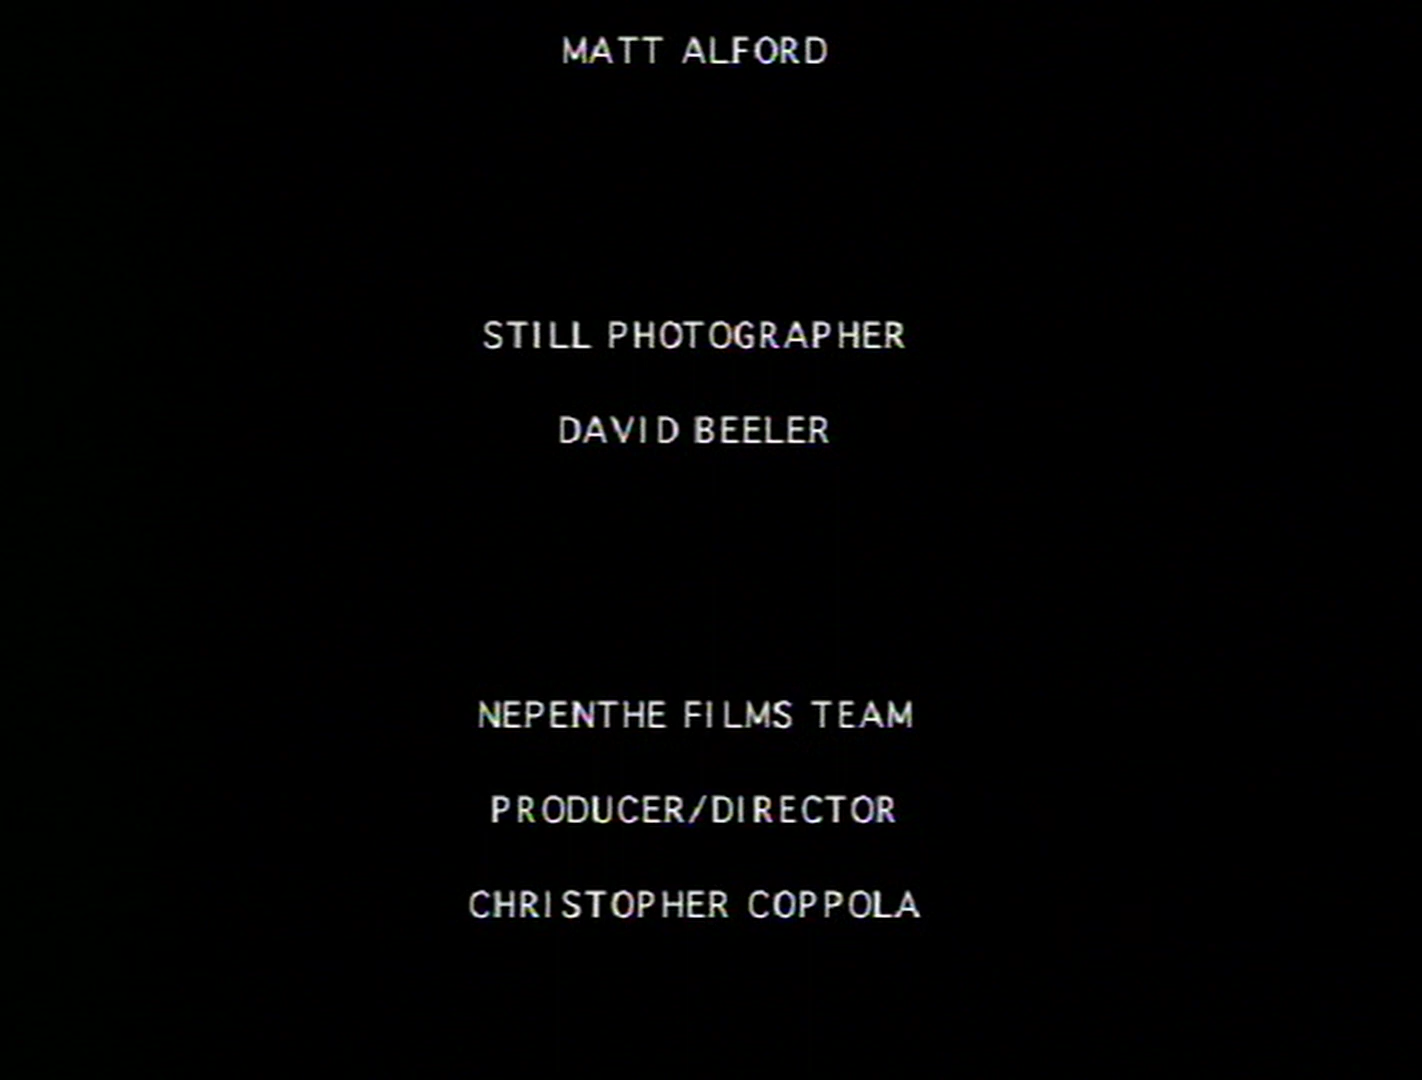 MATT ALFORD
STILL PHOTOGRAPHER
DAVID BEELER
NEPENTHE FILMS TEAM
PRODUCER/DIRECTOR
CHRISTOPHER COPPOLA